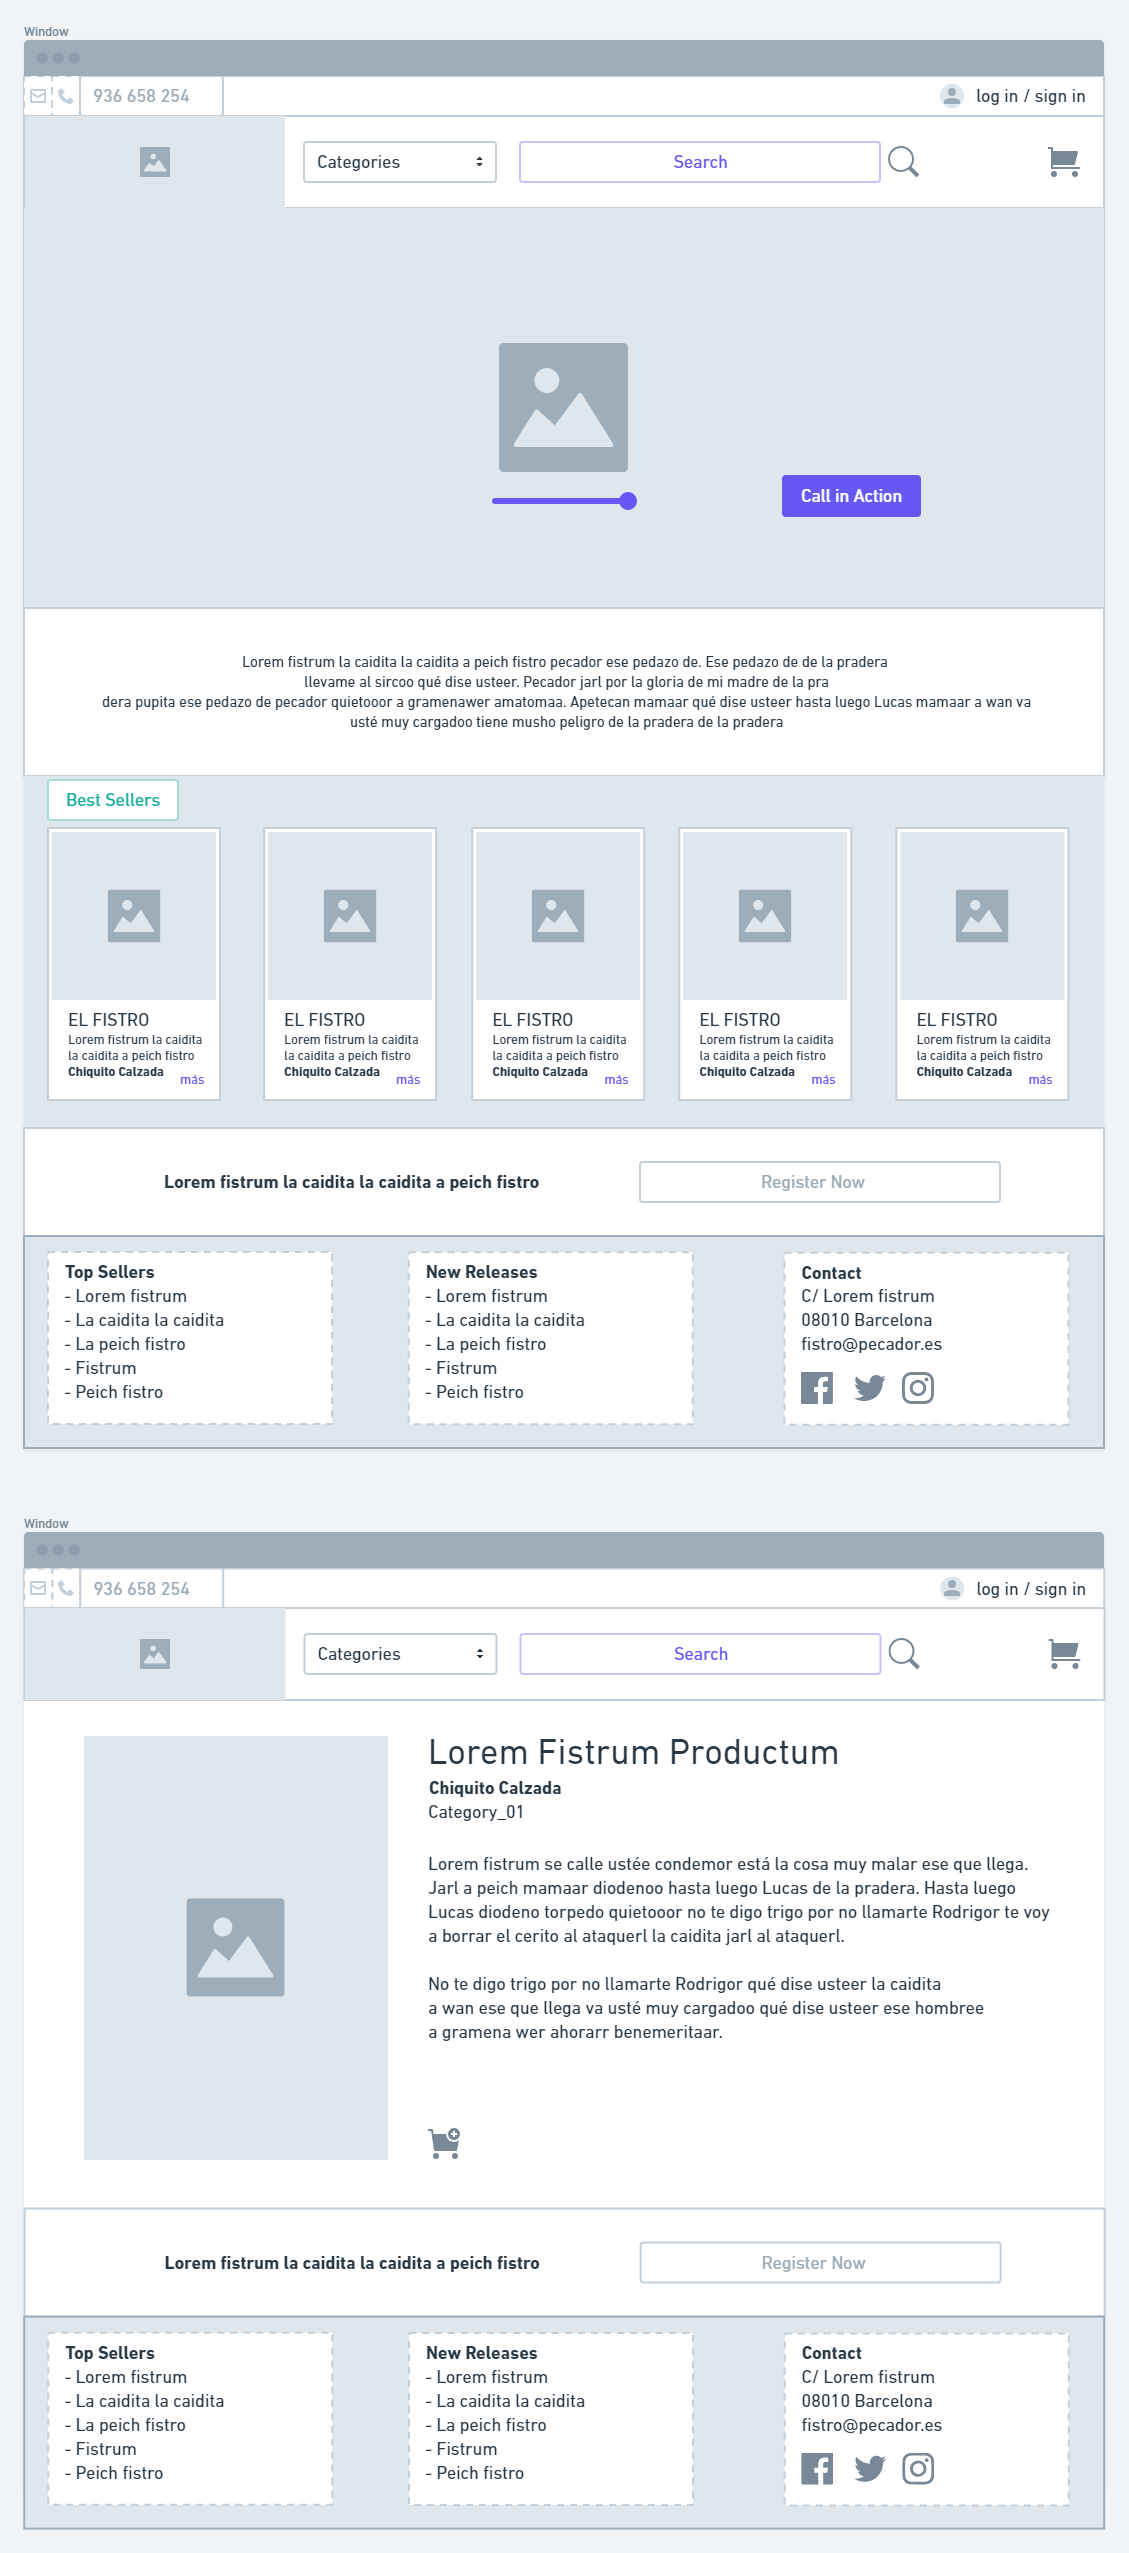 Window
936 658 254
log in / sign in
Categories
Search
Call in Action
Lorem fistrum la caidita la caidita a peich fistro pecador ese pedazo de. Ese pedazo de de la pradera
llevame al sircoo qué dise usteer. Pecador jarl por la gloria de mi madre de la pra
dera pupita ese pedazo de pecador quietooor a gramenawer amatomaa. Apetecan mamaar qué dise usteer hasta luego Lucas mamaar a wan va
usté muy cargadoo tiene musho peligro de la pradera de la pradera
Best Sellers
EL FISTRO
Lorem fistrum la caidita
la caidita a peich fistro
Chiquito Calzada
más
EL FISTRO
Lorem fistrum la caidita
la caidita a peich fistro
Chiquito Calzada
más
EL FISTRO
Lorem fistrum la caidita
la caidita a peich fistro
Chiquito Calzada
más
EL FISTRO
Lorem fistrum la caidita
la caidita a peich fistro
Chiquito Calzada
más
EL FISTRO
Lorem fistrum la caidita
la caidita a peich fistro
Chiquito Calzada
más
Lorem fistrum la caidita la caidita a peich fistro
Register Now
Top Sellers
- Lorem fistrum
- La caidita la caidita
- La peich fistro
- Fistrum
- Peich fistro
New Releases
- Lorem fistrum
- La caidita la caidita
- La peich fistro
- Fistrum
- Peich fistro
Contact
C/ Lorem fistrum
08010 Barcelona
fistro@pecador.es
Window
936 658 254
log in / sign in
Categories
Search
Lorem Fistrum Productum
Chiquito Calzada
Category_01
Lorem fistrum se calle ustée condemor está la cosa muy malar ese que llega.
Jarl a peich mamaar diodenoo hasta luego Lucas de la pradera. Hasta luego
Lucas diodeno torpedo quietooor no te digo trigo por no llamarte Rodrigor te voy
a borrar el cerito al ataquerl la caidita jarl al ataquerl.
No te digo trigo por no llamarte Rodrigor qué dise usteer la caidita
a wan ese que llega va usté muy cargadoo qué dise usteer ese hombree
a gramena wer ahorarr benemeritaar.
Lorem fistrum la caidita la caidita a peich fistro
Register Now
Top Sellers
- Lorem fistrum
- La caidita la caidita
- La peich fistro
- Fistrum
- Peich fistro
New Releases
- Lorem fistrum
- La caidita la caidita
- La peich fistro
- Fistrum
- Peich fistro
Contact
C/ Lorem fistrum
08010 Barcelona
fistro@pecador.es